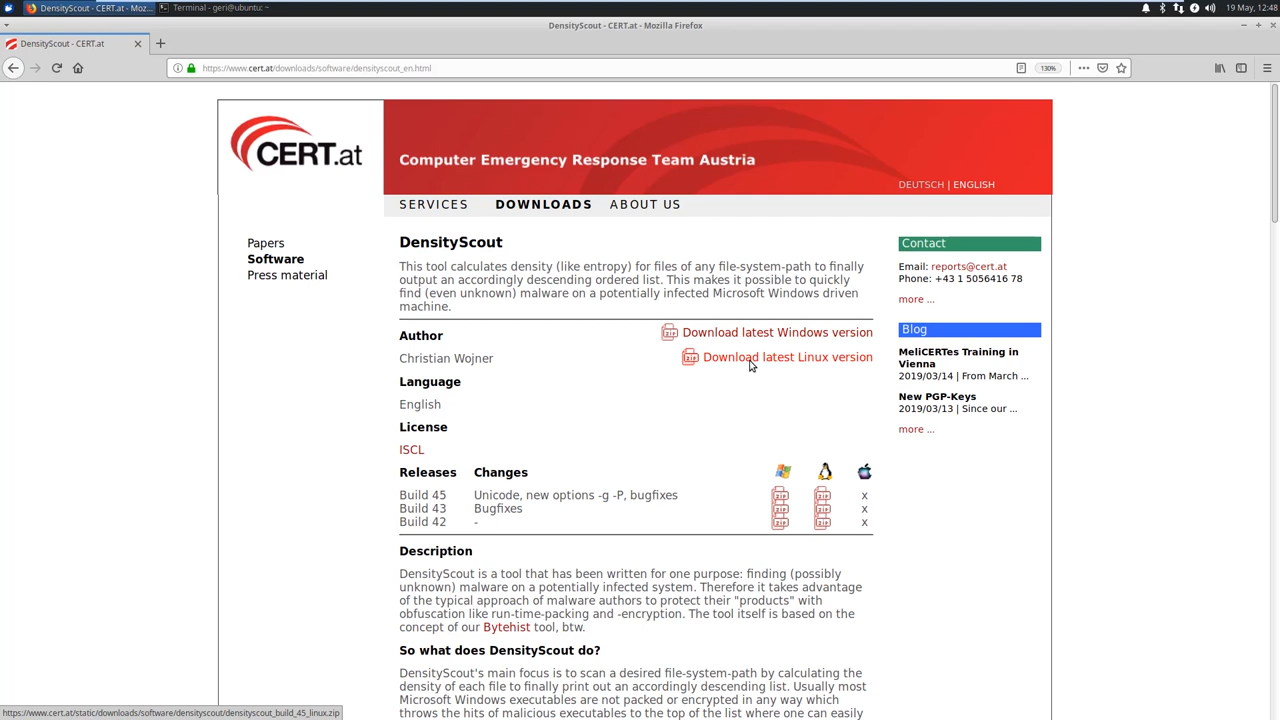 DensityScout - CERT.at - Moz...
Terminal - geri@ubuntu: ~
19 May, 12:48
DensityScout - CERT.at - Mozilla Firefox
DensityScout - CERT.at
https://www.cert.at/downloads/software/densityscout_en.html
130%
CERT.at
Computer Emergency Response Team Austria
DEUTSCH | ENGLISH
SERVICES DOWNLOADS ABOUT US
Papers
Software
Press material
DensityScout
This tool calculates density (like entropy) for files of any file-system-path to finally
output an accordingly descending ordered list. This makes it possible to quickly
find (even unknown) malware on a potentially infected Microsoft Windows driven
machine.
Author
Download latest Windows version
Christian Wojner
Download latest Linux version
Language
English
License
ISCL
Releases Changes
Build 45 Unicode, new options -g -P, bugfixes ZIP ZIP x
Build 43 Bugfixes ZIP ZIP x
Build 42 - ZIP ZIP x
Description
DensityScout is a tool that has been written for one purpose: finding (possibly
unknown) malware on a potentially infected system. Therefore it takes advantage
of the typical approach of malware authors to protect their "products" with
obfuscation like run-time-packing and -encryption. The tool itself is based on the
concept of our Bytehist tool, btw.
So what does DensityScout do?
DensityScout's main focus is to scan a desired file-system-path by calculating the
density of each file to finally print out an accordingly descending list. Usually most
Microsoft Windows executables are not packed or encrypted in any way which
throws the hits of malicious executables to the top of the list where one can easily
Contact
Email: reports@cert.at
Phone: +43 1 5056416 78
more ...
Blog
MeliCERTes Training in
Vienna
2019/03/14 | From March ...
New PGP-Keys
2019/03/13 | Since our ...
more ...
https://www.cert.at/static/downloads/software/densityscout/densityscout_build_45_linux.zip